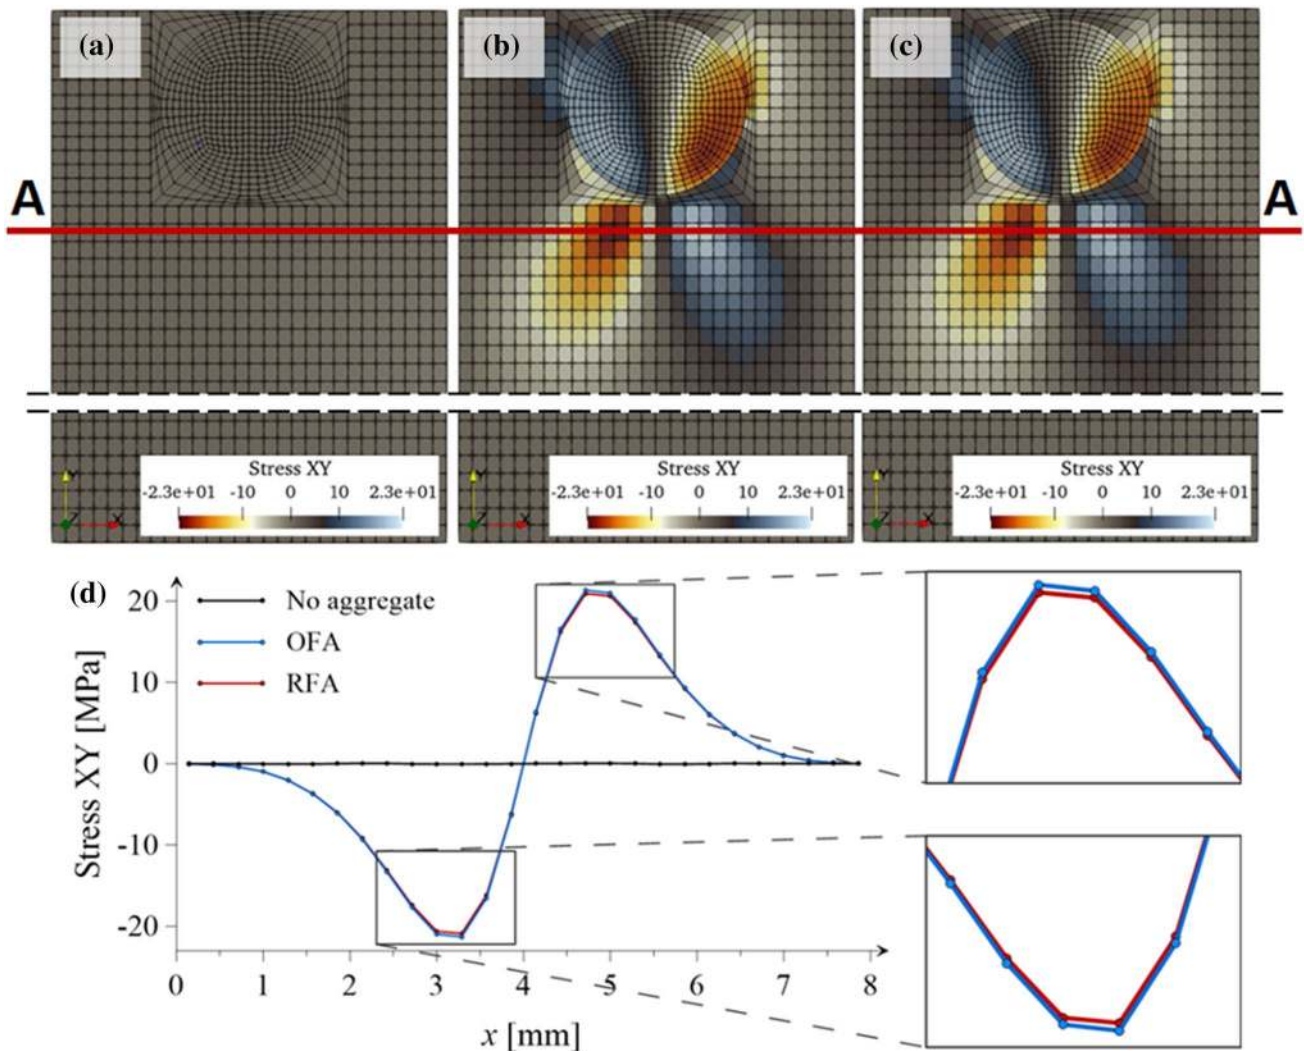 (a)
(b)
(c)
A
A
Y
X
Z
Stress XY
-2.3e+01 -10 0 10 2.3e+01
Y
X
Z
Stress XY
-2.3e+01 -10 0 10 2.3e+01
Y
X
Z
Stress XY
-2.3e+01 -10 0 10 2.3e+01
(d)
No aggregate
OFA
RFA
Stress XY [MPa]
20
10
0
-10
-20
0 1 2 3 4 5 6 7 8
x [mm]